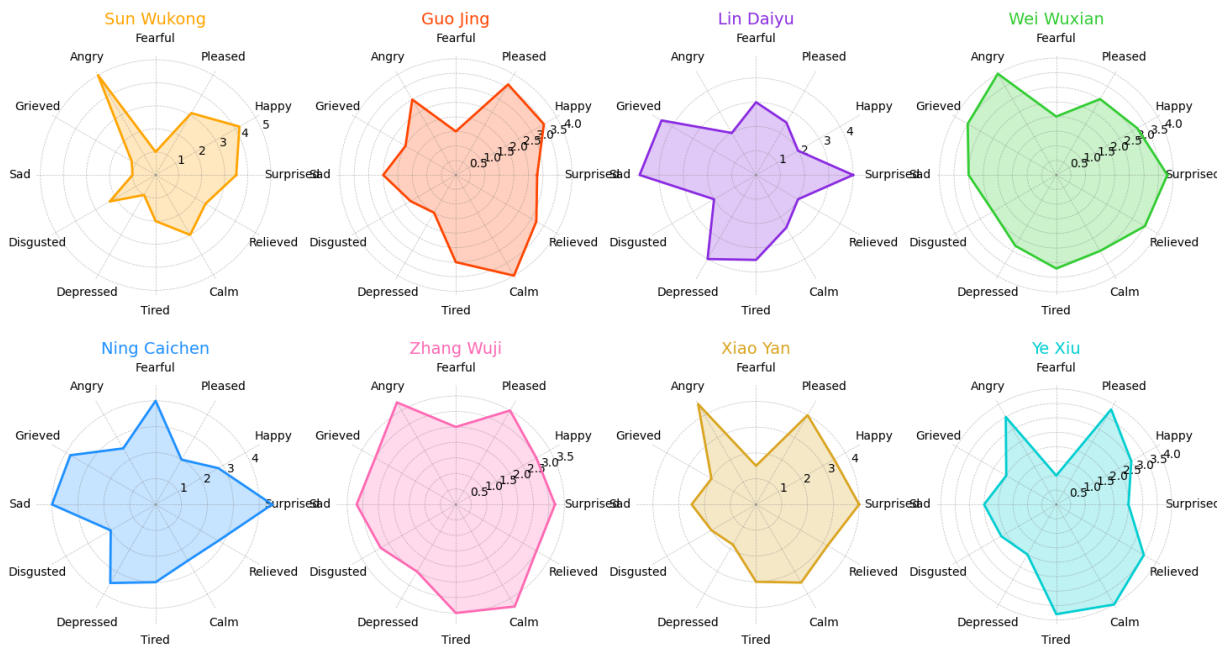 Sun Wukong
Fearful
Angry
Pleased
Grieved
Happy
5
4
3
2
1
Sad
Surprised
Disgusted
Relieved
Depressed
Calm
Tired
Guo Jing
Fearful
Angry
Pleased
Grieved
Happy
4.0
3.5
3.0
2.5
2.0
1.5
1.0
0.5
Sad
Surprised
Disgusted
Relieved
Depressed
Calm
Tired
Lin Daiyu
Fearful
Angry
Pleased
Grieved
Happy
4
3
2
1
Sad
Surprised
Disgusted
Relieved
Depressed
Calm
Tired
Wei Wuxian
Fearful
Angry
Pleased
Grieved
Happy
4.0
3.5
3.0
2.5
2.0
1.5
1.0
0.5
Sad
Surprised
Disgusted
Relieved
Depressed
Calm
Tired
Ning Caichen
Fearful
Angry
Pleased
Grieved
Happy
4
3
2
1
Sad
Surprised
Disgusted
Relieved
Depressed
Calm
Tired
Zhang Wuji
Fearful
Angry
Pleased
Grieved
Happy
3.5
3.0
2.5
2.0
1.5
1.0
0.5
Sad
Surprised
Disgusted
Relieved
Depressed
Calm
Tired
Xiao Yan
Fearful
Angry
Pleased
Grieved
Happy
4
3
2
1
Sad
Surprised
Disgusted
Relieved
Depressed
Calm
Tired
Ye Xiu
Fearful
Angry
Pleased
Grieved
Happy
4.0
3.5
3.0
2.5
2.0
1.5
1.0
0.5
Sad
Surprised
Disgusted
Relieved
Depressed
Calm
Tired